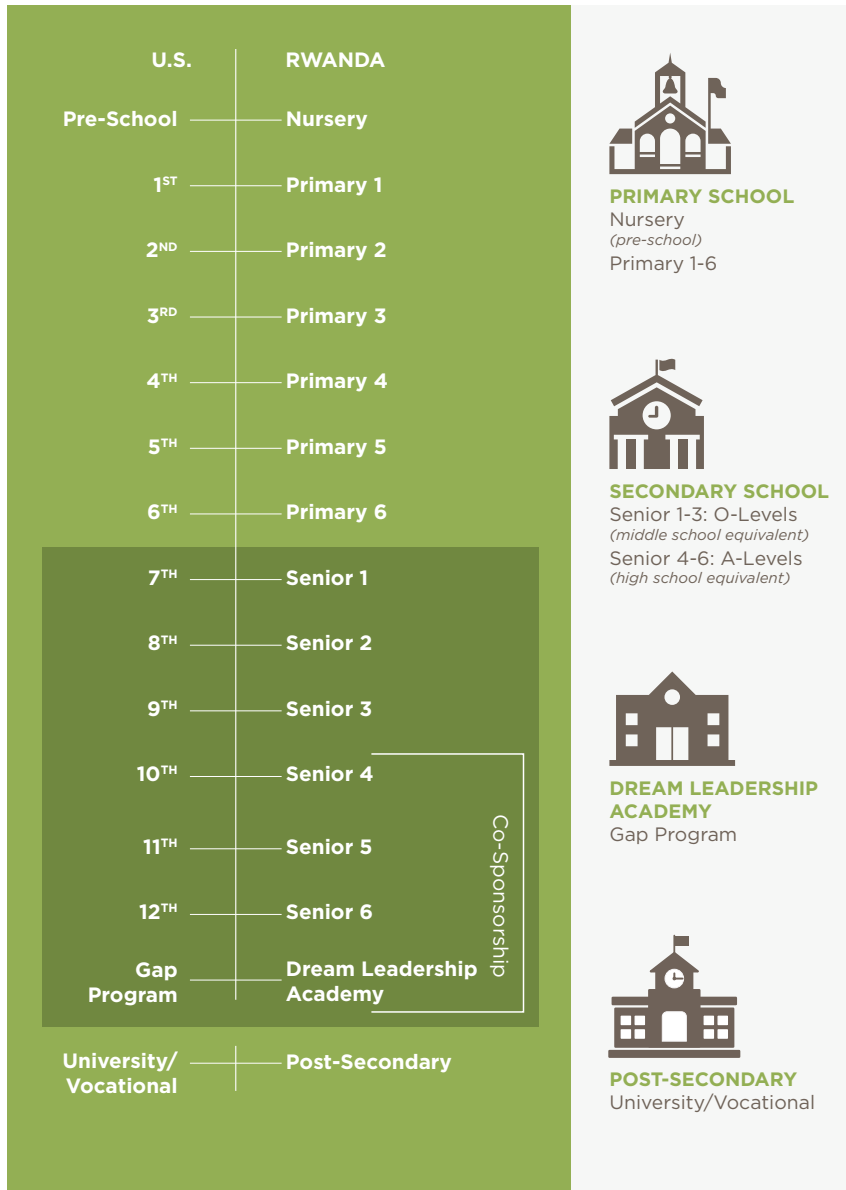 U.S. RWANDA
Pre-School Nursery
1ST Primary 1
2ND Primary 2
3RD Primary 3
4TH Primary 4
5TH Primary 5
6TH Primary 6
7TH Senior 1
8TH Senior 2
9TH Senior 3
10TH Senior 4
11TH Senior 5
12TH Senior 6
Gap Dream Leadership
Program Academy
Co-Sponsorship
University/ Post-Secondary
Vocational
PRIMARY SCHOOL
Nursery
(pre-school)
Primary 1-6
SECONDARY SCHOOL
Senior 1-3: O-Levels
(middle school equivalent)
Senior 4-6: A-Levels
(high school equivalent)
DREAM LEADERSHIP
ACADEMY
Gap Program
POST-SECONDARY
University/Vocational